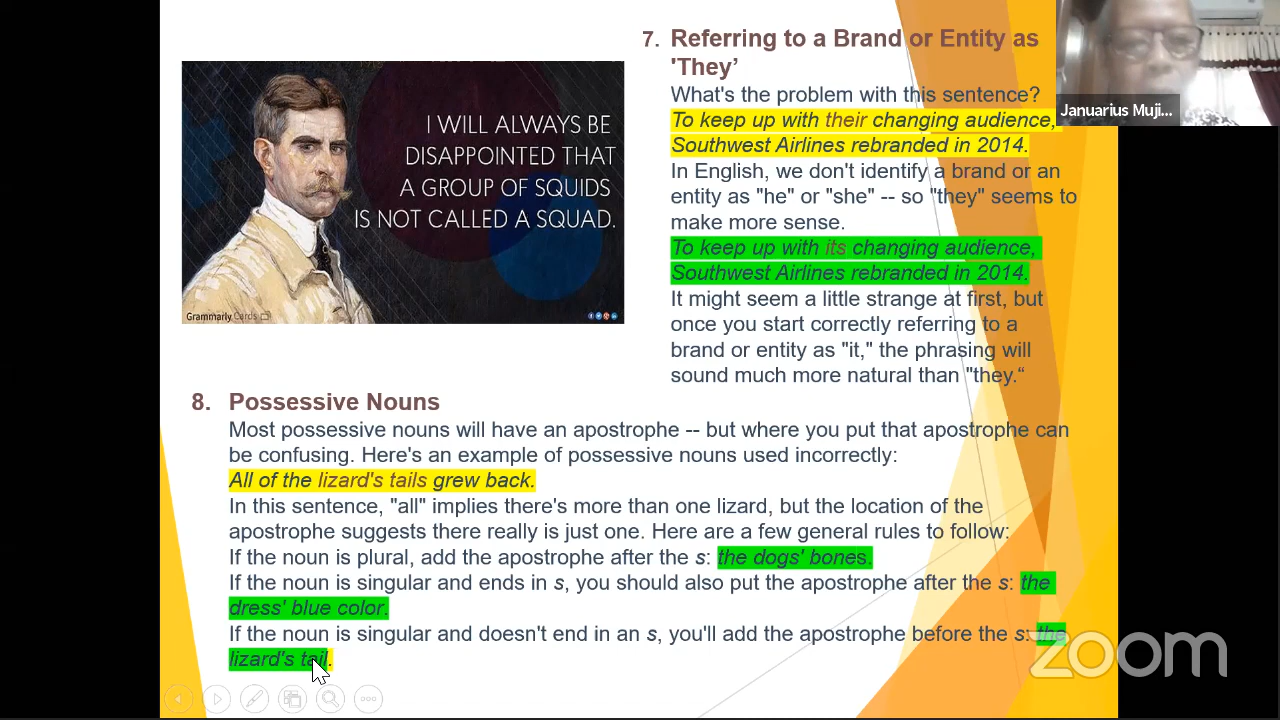 I WILL ALWAYS BE
DISAPPOINTED THAT
A GROUP OF SQUIDS
IS NOT CALLED A SQUAD.
Grammarly Cards
7. Referring to a Brand or Entity as
'They’
What's the problem with this sentence?
To keep up with their changing audience,
Southwest Airlines rebranded in 2014.
In English, we don't identify a brand or an
entity as "he" or "she" -- so "they" seems to
make more sense.
To keep up with its changing audience,
Southwest Airlines rebranded in 2014.
It might seem a little strange at first, but
once you start correctly referring to a
brand or entity as "it," the phrasing will
sound much more natural than "they.“
Januarius Muji...
8. Possessive Nouns
Most possessive nouns will have an apostrophe -- but where you put that apostrophe can
be confusing. Here's an example of possessive nouns used incorrectly:
All of the lizard's tails grew back.
In this sentence, "all" implies there's more than one lizard, but the location of the
apostrophe suggests there really is just one. Here are a few general rules to follow:
If the noun is plural, add the apostrophe after the s: the dogs' bones.
If the noun is singular and ends in s, you should also put the apostrophe after the s: the
dress' blue color.
If the noun is singular and doesn't end in an s, you'll add the apostrophe before the s: the
lizard's tail.
zoom